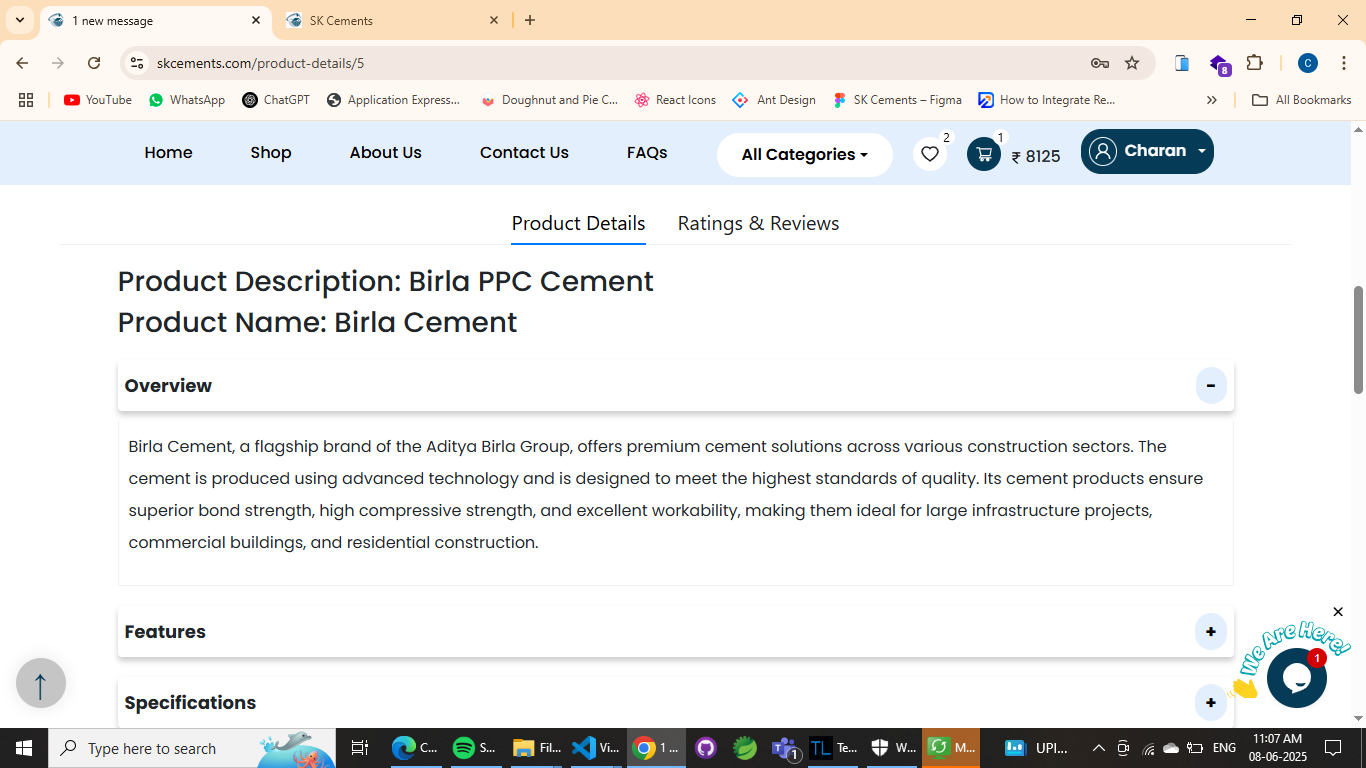 1 new message
SK Cements
skcements.com/product-details/5
8
C
YouTube
WhatsApp
ChatGPT
Application Express...
Doughnut and Pie C...
React Icons
Ant Design
SK Cements – Figma
How to Integrate Re...
All Bookmarks
Home
Shop
About Us
Contact Us
FAQs
All Categories
2
1
₹ 8125
Charan
Product Details
Ratings & Reviews
Product Description: Birla PPC Cement
Product Name: Birla Cement
Overview
-
Birla Cement, a flagship brand of the Aditya Birla Group, offers premium cement solutions across various construction sectors. The
cement is produced using advanced technology and is designed to meet the highest standards of quality. Its cement products ensure
superior bond strength, high compressive strength, and excellent workability, making them ideal for large infrastructure projects,
commercial buildings, and residential construction.
Features
+
We Are Here!
1
Specifications
+
Type here to search
C...
S...
Fil...
Vi...
1 ...
1
TL
Te...
W...
M...
UPI...
ENG
11:07 AM
08-06-2025